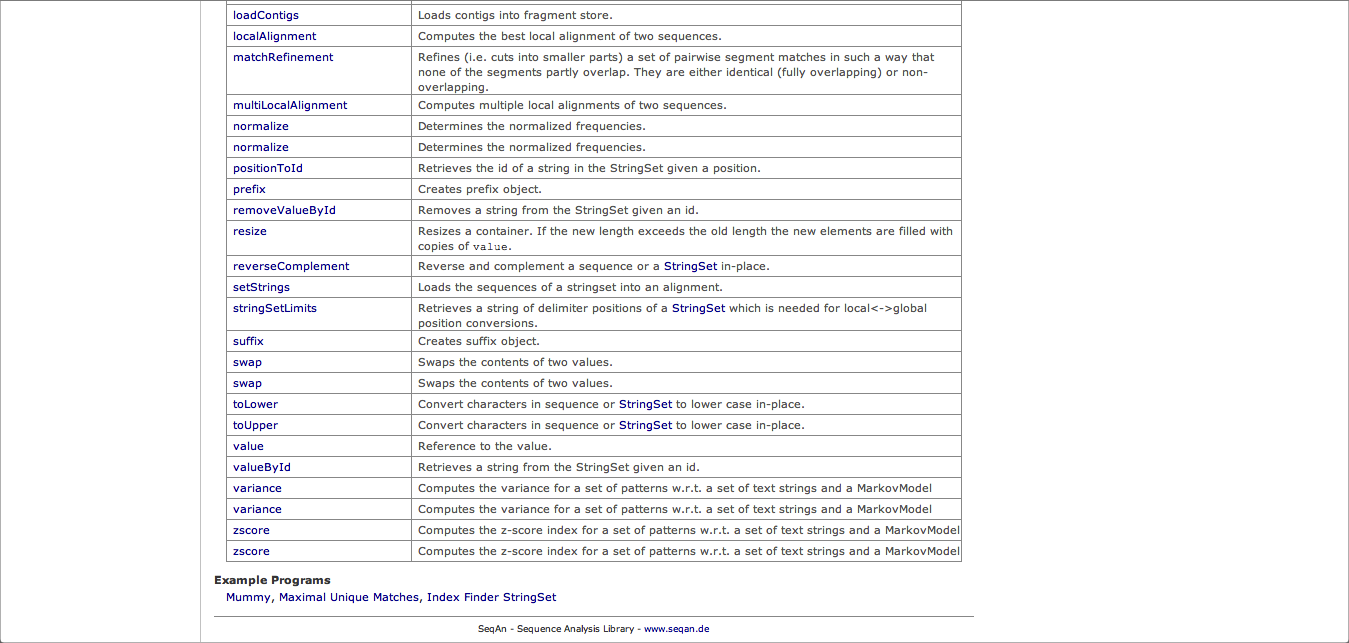 loadContigs Loads contigs into fragment store.
localAlignment Computes the best local alignment of two sequences.
matchRefinement Refines (i.e. cuts into smaller parts) a set of pairwise segment matches in such a way that
none of the segments partly overlap. They are either identical (fully overlapping) or non-
overlapping.
multiLocalAlignment Computes multiple local alignments of two sequences.
normalize Determines the normalized frequencies.
normalize Determines the normalized frequencies.
positionToId Retrieves the id of a string in the StringSet given a position.
prefix Creates prefix object.
removeValueById Removes a string from the StringSet given an id.
resize Resizes a container. If the new length exceeds the old length the new elements are filled with
copies of value.
reverseComplement Reverse and complement a sequence or a StringSet in-place.
setStrings Loads the sequences of a stringset into an alignment.
stringSetLimits Retrieves a string of delimiter positions of a StringSet which is needed for local<->global
position conversions.
suffix Creates suffix object.
swap Swaps the contents of two values.
swap Swaps the contents of two values.
toLower Convert characters in sequence or StringSet to lower case in-place.
toUpper Convert characters in sequence or StringSet to lower case in-place.
value Reference to the value.
valueById Retrieves a string from the StringSet given an id.
variance Computes the variance for a set of patterns w.r.t. a set of text strings and a MarkovModel
variance Computes the variance for a set of patterns w.r.t. a set of text strings and a MarkovModel
zscore Computes the z-score index for a set of patterns w.r.t. a set of text strings and a MarkovModel
zscore Computes the z-score index for a set of patterns w.r.t. a set of text strings and a MarkovModel
Example Programs
Mummy, Maximal Unique Matches, Index Finder StringSet
SeqAn - Sequence Analysis Library - www.seqan.de